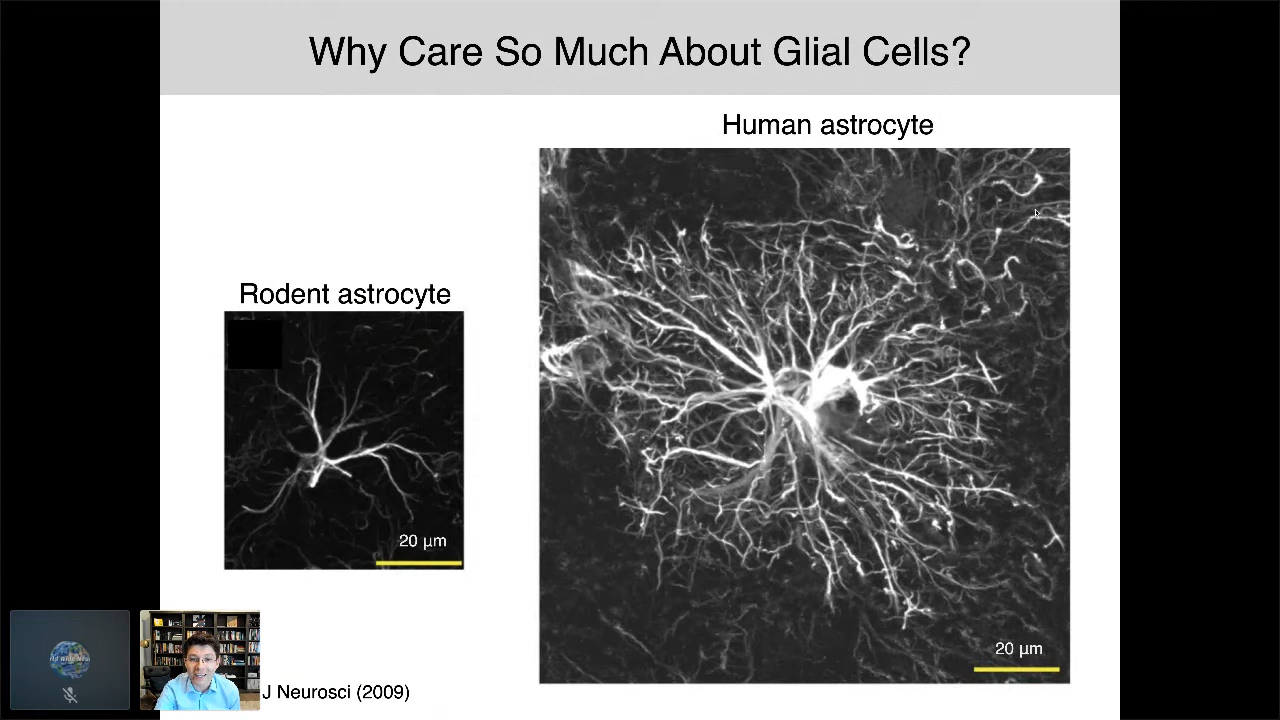 Why Care So Much About Glial Cells?
Human astrocyte
Rodent astrocyte
20 µm
20 µm
J Neurosci (2009)